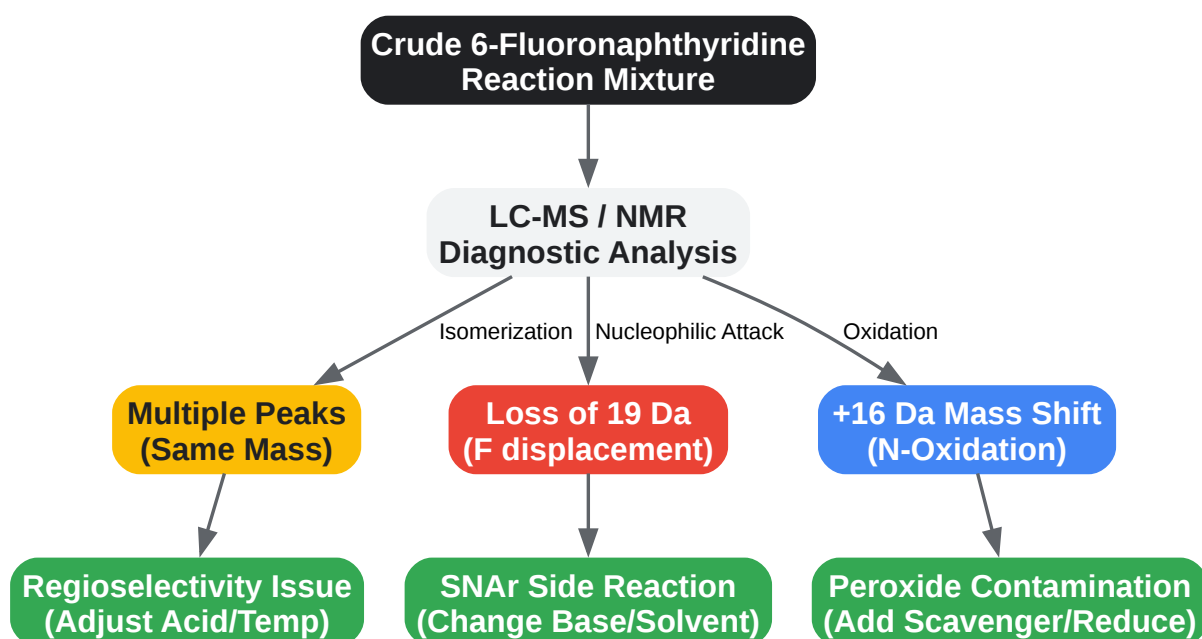 Crude 6-Fluoronaphthyridine
Reaction Mixture
LC-MS / NMR
Diagnostic Analysis
Isomerization
Nucleophilic Attack
Oxidation
Multiple Peaks
(Same Mass)
Loss of 19 Da
(F displacement)
+16 Da Mass Shift
(N-Oxidation)
Regioselectivity Issue
(Adjust Acid/Temp)
SNAr Side Reaction
(Change Base/Solvent)
Peroxide Contamination
(Add Scavenger/Reduce)